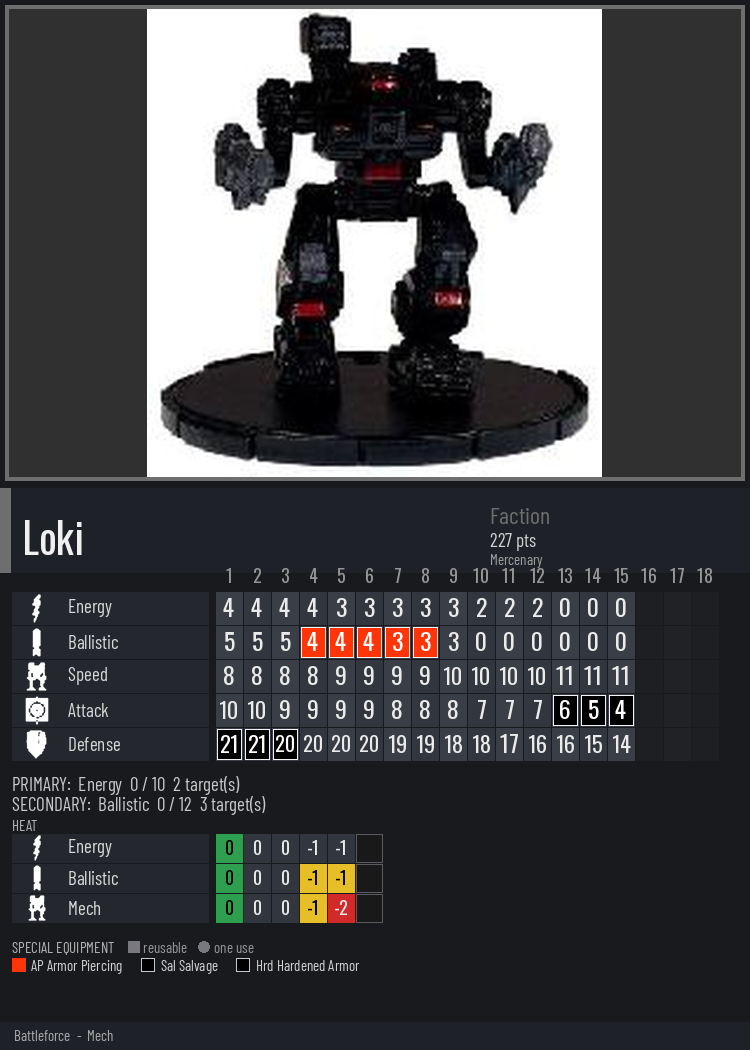 Loki
Faction
227 pts
Mercenary
1 2 3 4 5 6 7 8 9 10 11 12 13 14 15 16 17 18
Energy 4 4 4 4 3 3 3 3 3 2 2 2 0 0 0
Ballistic 5 5 5 4 4 4 3 3 3 0 0 0 0 0 0
Speed 8 8 8 8 9 9 9 9 10 10 10 10 11 11 11
Attack 10 10 9 9 9 9 8 8 8 7 7 7 6 5 4
Defense 21 21 20 20 20 20 19 19 18 18 17 16 16 15 14
PRIMARY: Energy 0 / 10 2 target(s)
SECONDARY: Ballistic 0 / 12 3 target(s)
HEAT
Energy 0 0 0 -1 -1
Ballistic 0 0 0 -1 -1
Mech 0 0 0 -1 -2
SPECIAL EQUIPMENT reusable one use
AP Armor Piercing Sal Salvage Hrd Hardened Armor
Battleforce - Mech